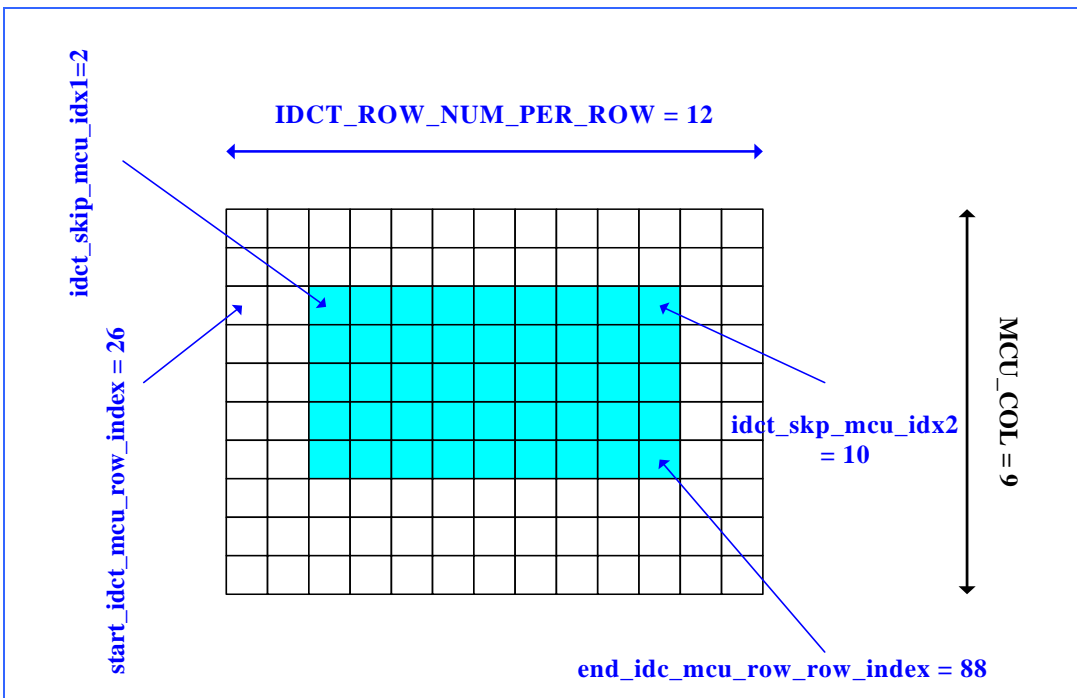 idct_skip_mcu_idx1=2
IDCT_ROW_NUM_PER_ROW = 12
start_idct_mcu_row_index = 26
MCU_COL = 9
idct_skp_mcu_idx2
= 10
end_idc_mcu_row_row_index = 88